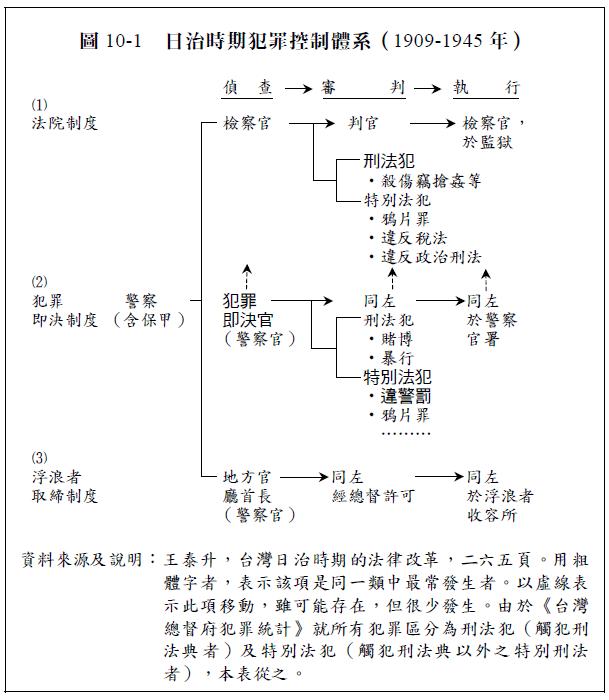 圖 10-1 日治時期犯罪控制體系（1909-1945 年）
偵查 審判 執行
(1)
法院制度 檢察官 判官 檢察官，
於監獄
刑法犯
・殺傷竊搶姦等
特別法犯
・鴉片罪
・違反稅法
・違反政治刑法
(2)
犯罪 警察 犯罪 同左 同左
即決制度 （含保甲） 即決官 刑法犯 於警察
（警察官） ・賭博 官署
・暴行
特別法犯
・違警罰
・鴉片罪
………
(3)
浮浪者 地方官 同左 同左
取締制度 廳首長 經總督許可 於浮浪者
（警察官） 收容所
資料來源及說明：王泰升，台灣日治時期的法律改革，二六五頁。用粗
體字者，表示該項是同一類中最常發生者。以虛線表
示此項移動，雖可能存在，但很少發生。由於《台灣
總督府犯罪統計》就所有犯罪區分為刑法犯（觸犯刑
法典者）及特別法犯（觸犯刑法典以外之特別刑法
者），本表從之。